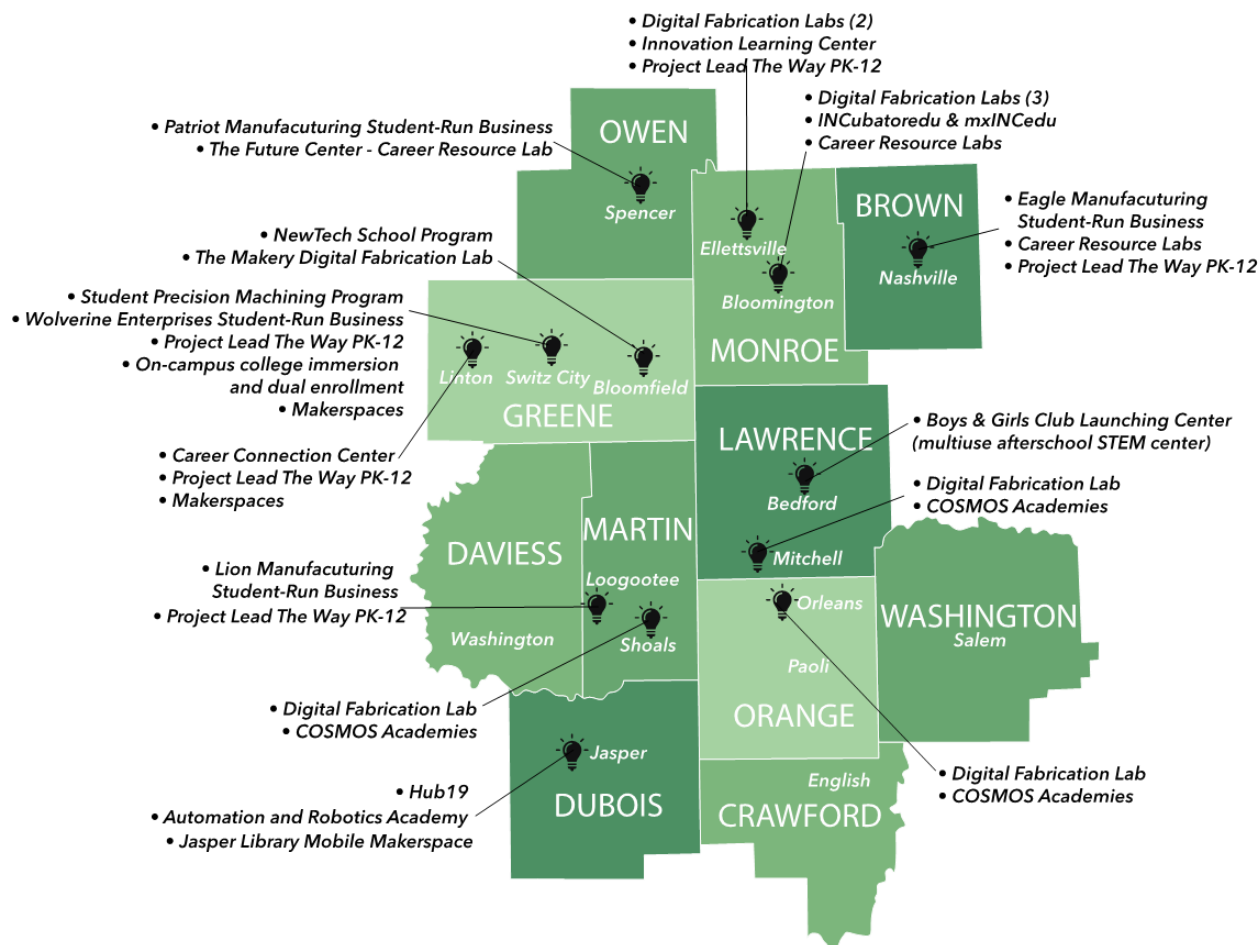 • Digital Fabrication Labs (2)
• Innovation Learning Center
• Project Lead The Way PK-12
• Digital Fabrication Labs (3)
• INCubatoredu & mxINCedu
• Career Resource Labs
• Patriot Manufacuturing Student-Run Business
• The Future Center - Career Resource Lab
OWEN
Spencer
Ellettsville
Bloomington
MONROE
BROWN
Nashville
• Eagle Manufacuturing
Student-Run Business
• Career Resource Labs
• Project Lead The Way PK-12
• NewTech School Program
• The Makery Digital Fabrication Lab
• Student Precision Machining Program
• Wolverine Enterprises Student-Run Business
• Project Lead The Way PK-12
• On-campus college immersion
and dual enrollment
• Makerspaces
Linton
Switz City
Bloomfield
GREENE
• Career Connection Center
• Project Lead The Way PK-12
• Makerspaces
LAWRENCE
Bedford
Mitchell
• Boys & Girls Club Launching Center
(multiuse afterschool STEM center)
• Digital Fabrication Lab
• COSMOS Academies
DAVIESS
Washington
MARTIN
Loogootee
Shoals
• Lion Manufacuturing
Student-Run Business
• Project Lead The Way PK-12
Orleans
Paoli
ORANGE
WASHINGTON
Salem
• Digital Fabrication Lab
• COSMOS Academies
Jasper
DUBOIS
• Hub19
• Automation and Robotics Academy
• Jasper Library Mobile Makerspace
English
CRAWFORD
• Digital Fabrication Lab
• COSMOS Academies